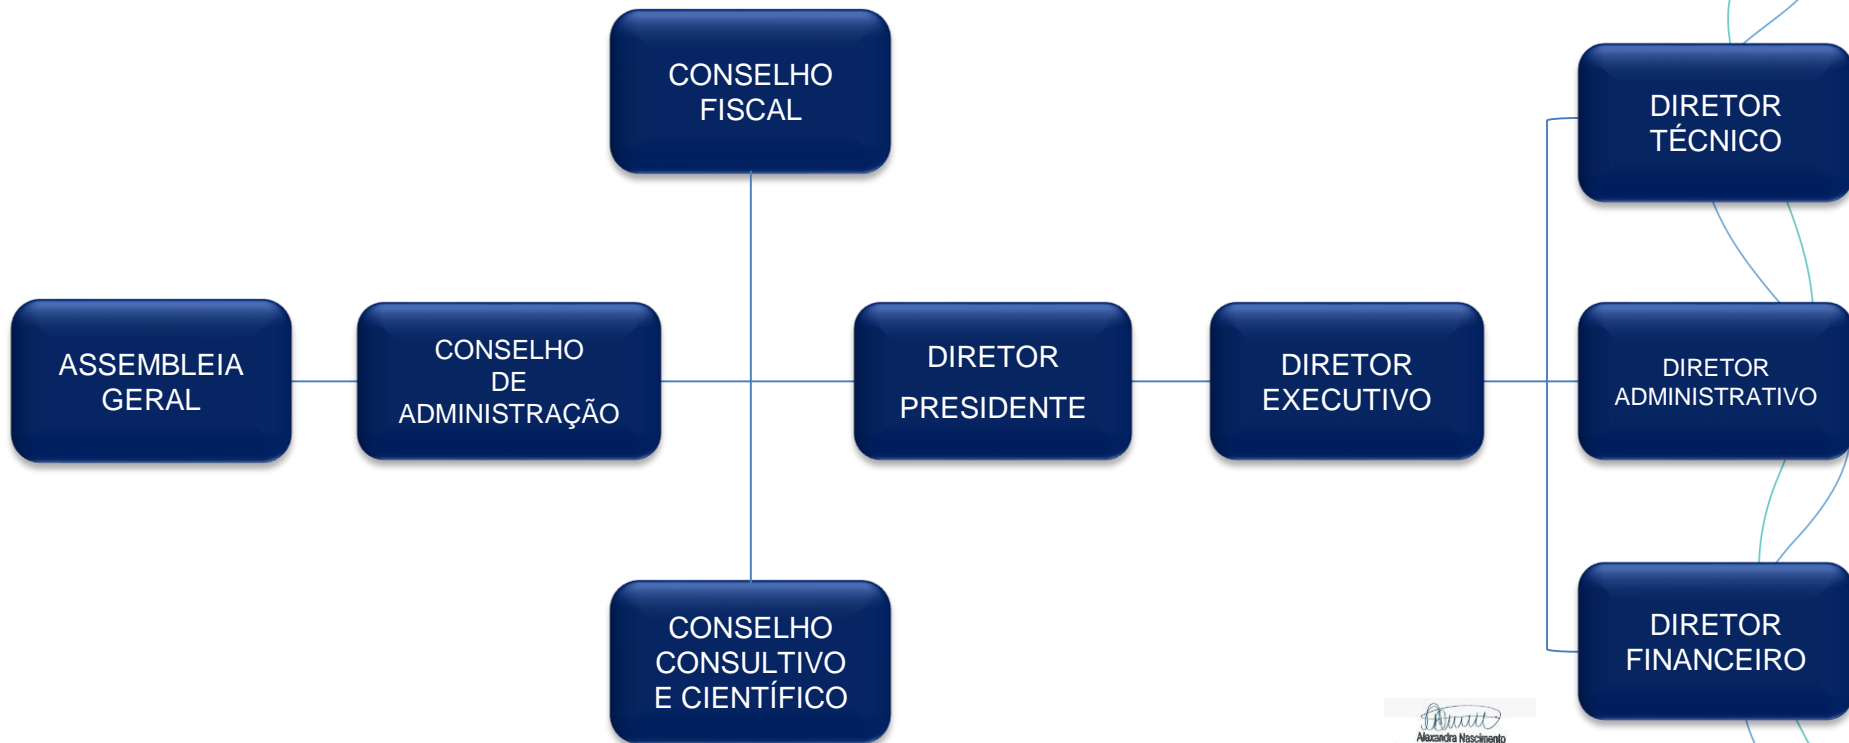 CONSELHO
FISCAL
DIRETOR
TÉCNICO
ASSEMBLEIA
GERAL
CONSELHO
DE
ADMINISTRAÇÃO
DIRETOR
PRESIDENTE
DIRETOR
EXECUTIVO
DIRETOR
ADMINISTRATIVO
CONSELHO
CONSULTIVO
E CIENTÍFICO
DIRETOR
FINANCEIRO
Alexandra Nascimento